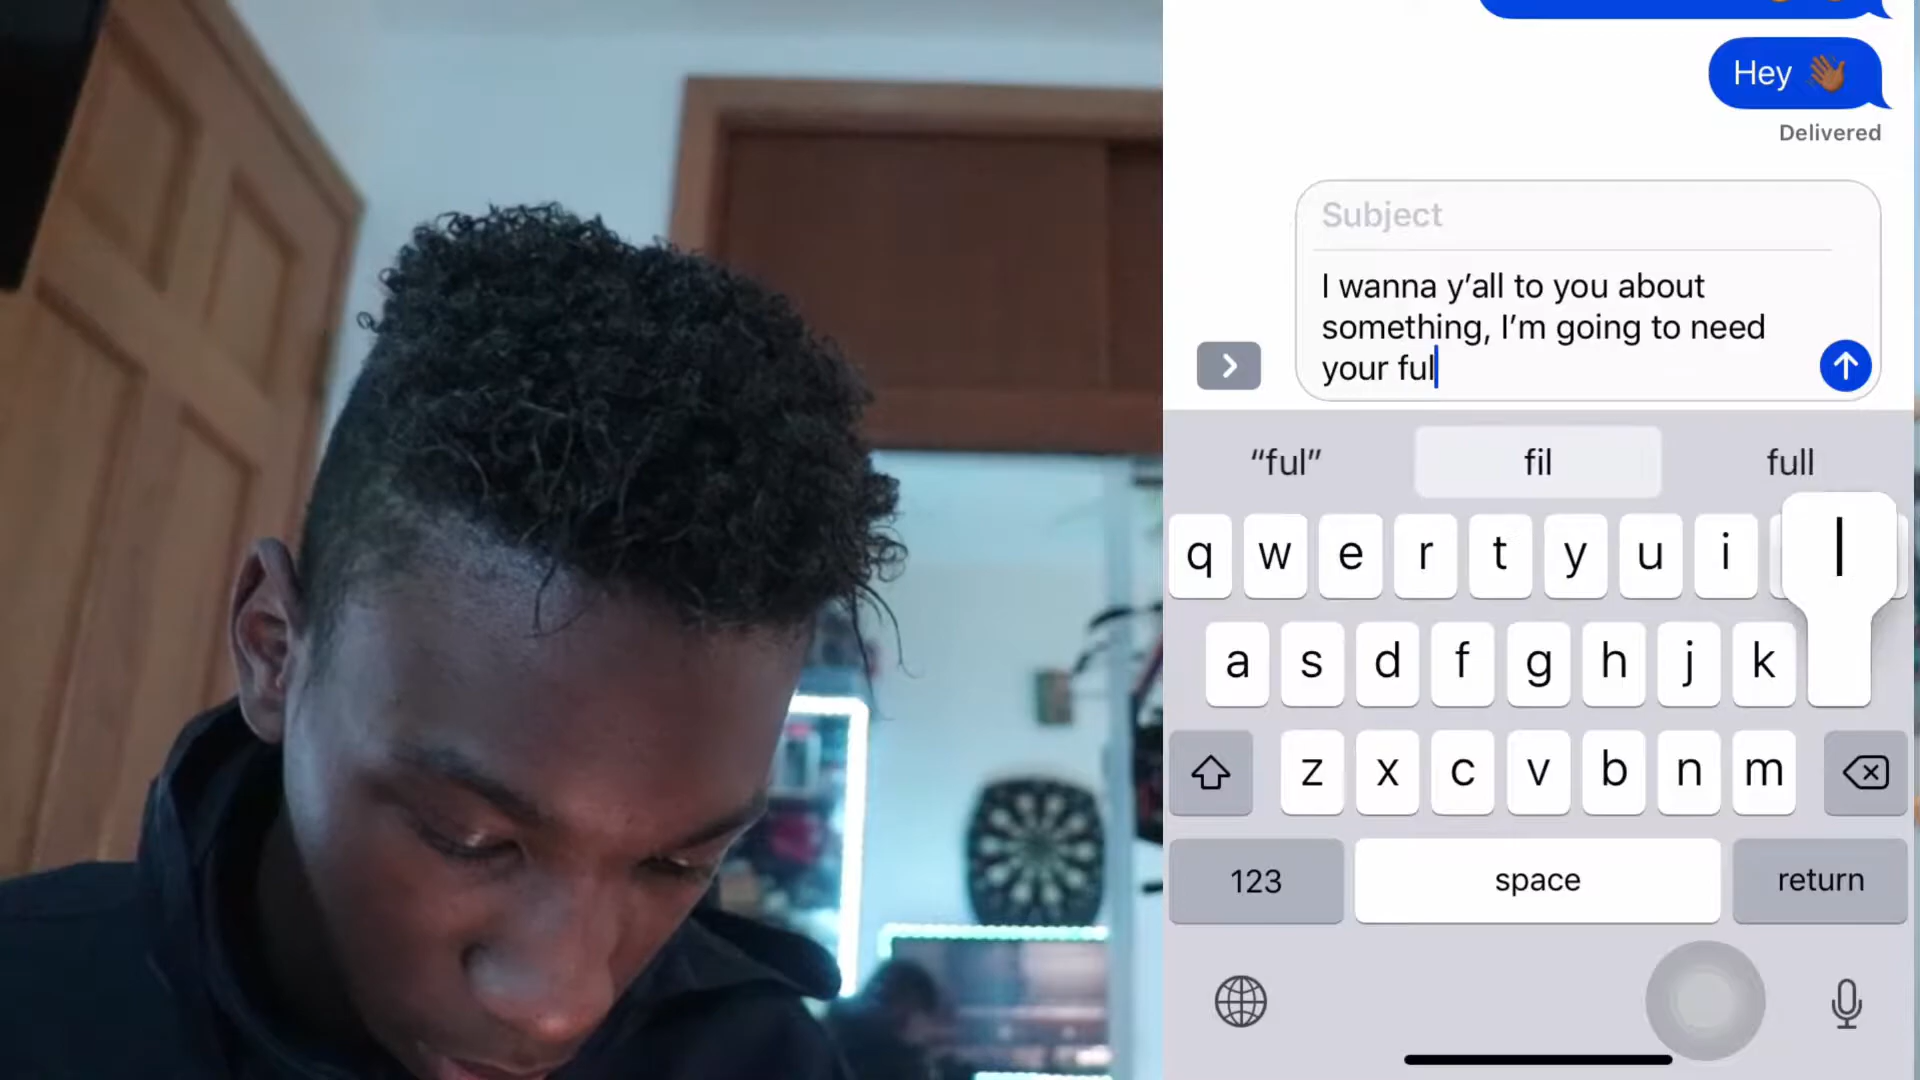 Hey 👋🏾
Delivered
Subject
I wanna y’all to you about
something, I’m going to need
your ful
“ful” fil full
q w e r t y u i l
a s d f g h j k
z x c v b n m
123 space return